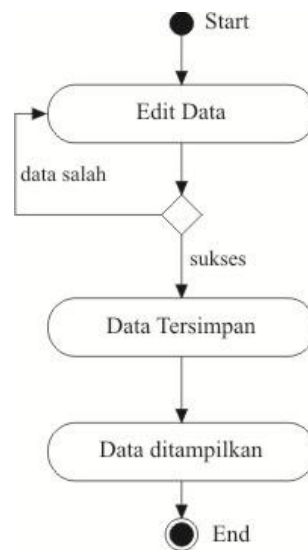 Start
Edit Data
data salah
sukses
Data Tersimpan
Data ditampilkan
End